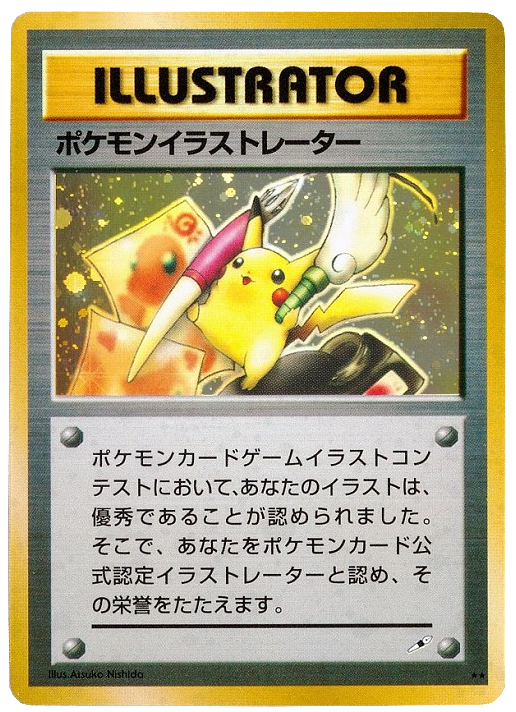 ILLUSTRATOR
ポケモンイラストレーター
ポケモンカードゲームイラストコン
テストにおいて、あなたのイラストは、
優秀であることが認められました。
そこで、あなたをポケモンカード公
式認定イラストレーターと認め、そ
の栄誉をたたえます。
Illus. Atsuko Nishida
★★